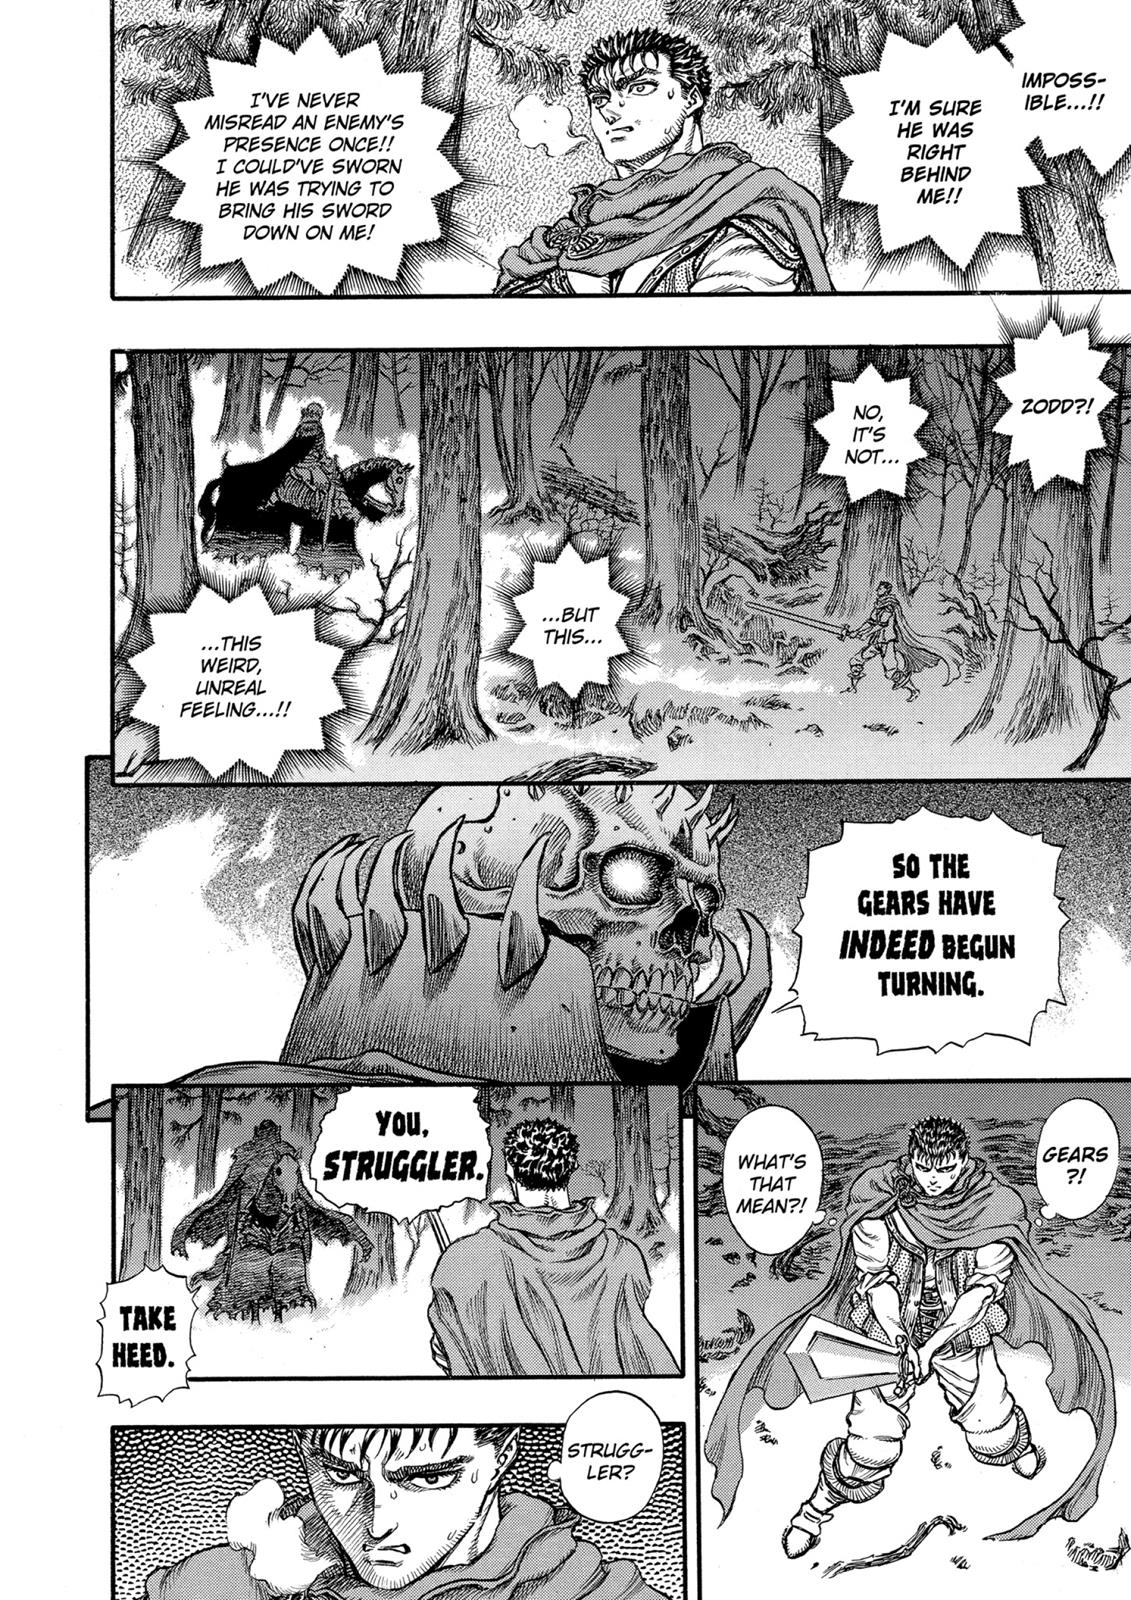 IMPOSS-
IBLE...!!
I'M SURE
HE WAS
RIGHT
BEHIND
ME!!
I'VE NEVER
MISREAD AN ENEMY'S
PRESENCE ONCE!!
I COULD'VE SWORN
HE WAS TRYING TO
BRING HIS SWORD
DOWN ON ME!
ZODD?!
NO,
IT'S
NOT...
...BUT
THIS...
...THIS
WEIRD,
UNREAL
FEELING...!!
SO THE
GEARS HAVE
INDEED BEGUN
TURNING.
GEARS
?!
WHAT'S
THAT
MEAN?!
YOU,
STRUGGLER.
TAKE
HEED.
STRUGG-
LER?